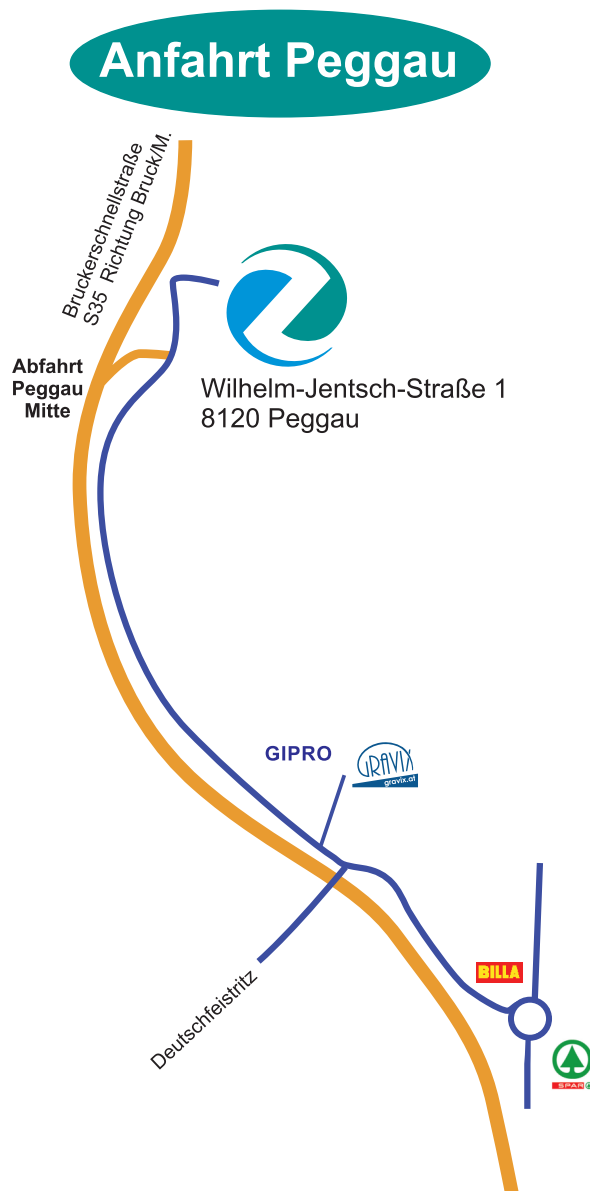 Anfahrt Peggau
Bruckerschnellstraße
S35 Richtung Bruck/M.
Abfahrt
Peggau
Mitte
Wilhelm-Jentsch-Straße 1
8120 Peggau
GIPRO
GRAVIX
gravix.at
BILLA
Deutschfeistritz
SPAR